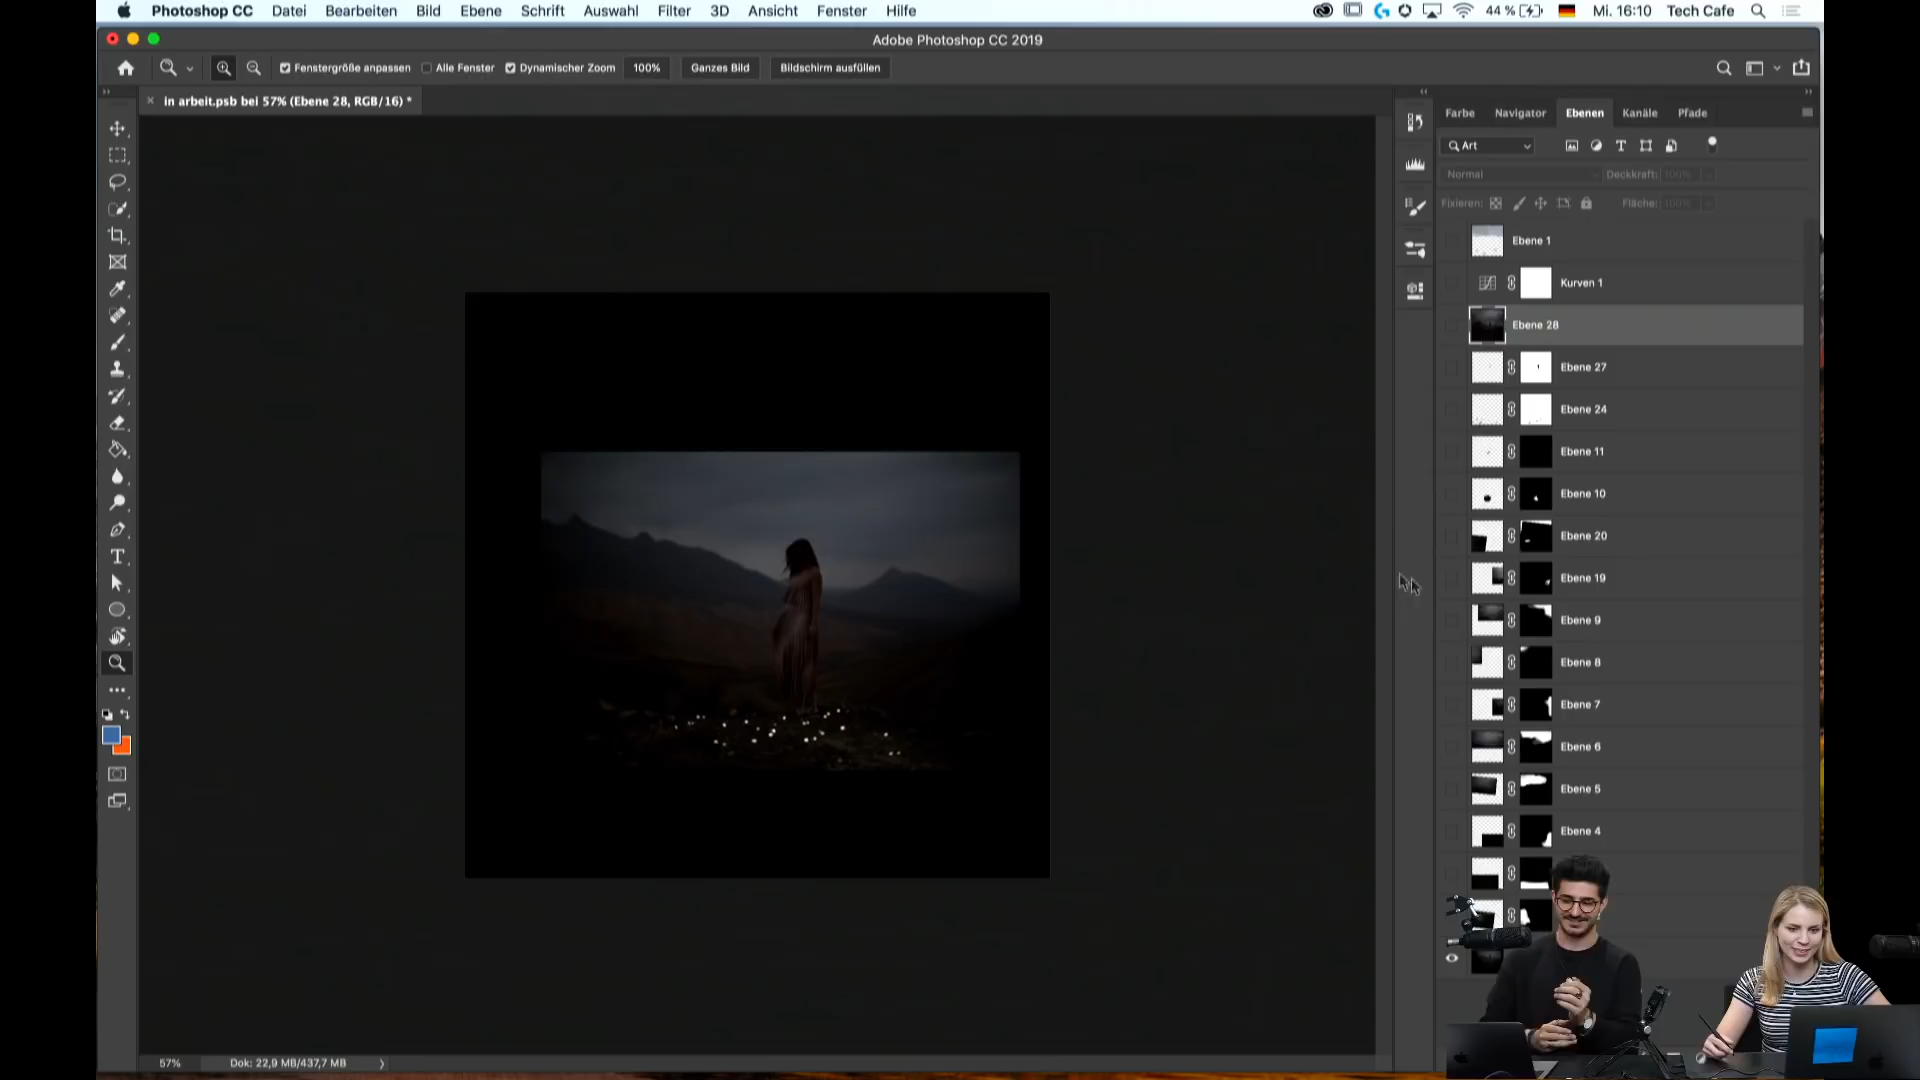 Photoshop CC Datei Bearbeiten Bild Ebene Schrift Auswahl Filter 3D Ansicht Fenster Hilfe 44 % Mi. 16:10 Tech Cafe
Adobe Photoshop CC 2019
Fenstergröße anpassen Alle Fenster Dynamischer Zoom 100% Ganzes Bild Bildschirm ausfüllen
in arbeit.psb bei 57% (Ebene 28, RGB/16) *
Farbe Navigator Ebenen Kanäle Pfade
Art
Normal Deckkraft: 100%
Fixieren: Fläche: 100%
Ebene 1
Kurven 1
Ebene 28
Ebene 27
Ebene 24
Ebene 11
Ebene 10
Ebene 20
Ebene 19
Ebene 9
Ebene 8
Ebene 7
Ebene 6
Ebene 5
Ebene 4
57% Dok: 22,9 MB/437,7 MB